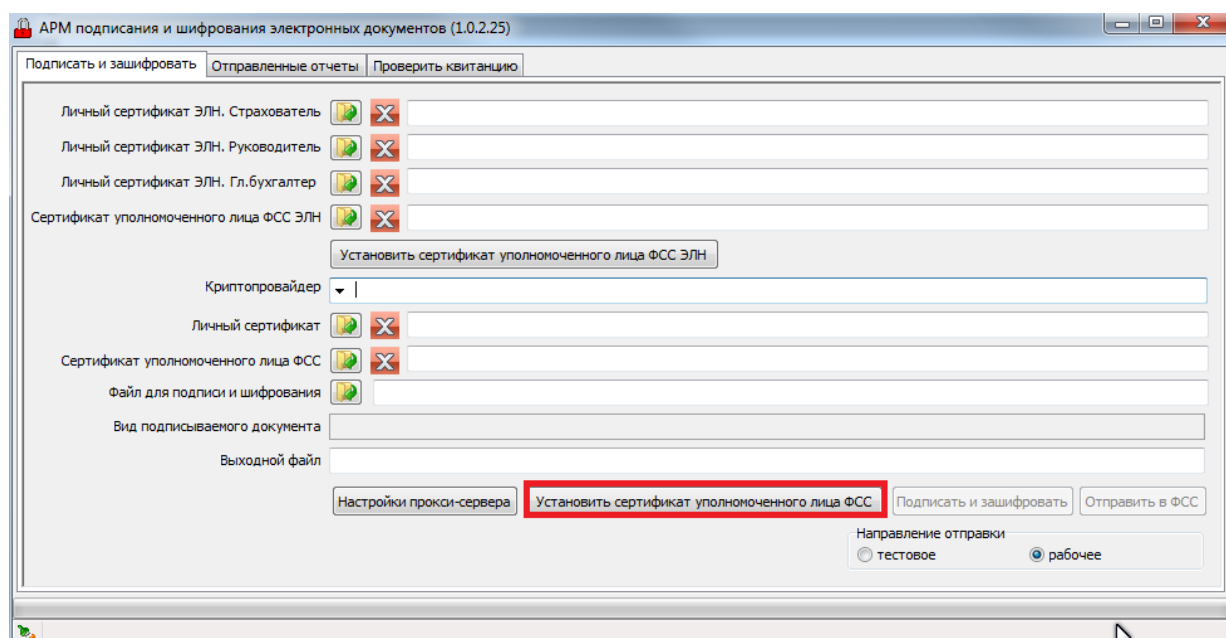 АРМ подписания и шифрования электронных документов (1.0.2.25)
Подписать и зашифровать Отправленные отчеты Проверить квитанцию
Личный сертификат ЭЛН. Страхователь
Личный сертификат ЭЛН. Руководитель
Личный сертификат ЭЛН. Гл.бухгалтер
Сертификат уполномоченного лица ФСС ЭЛН
Установить сертификат уполномоченного лица ФСС ЭЛН
Криптопровайдер
Личный сертификат
Сертификат уполномоченного лица ФСС
Файл для подписи и шифрования
Вид подписываемого документа
Выходной файл
Настройки прокси-сервера Установить сертификат уполномоченного лица ФСС Подписать и зашифровать Отправить в ФСС
Направление отправки
тестовое рабочее